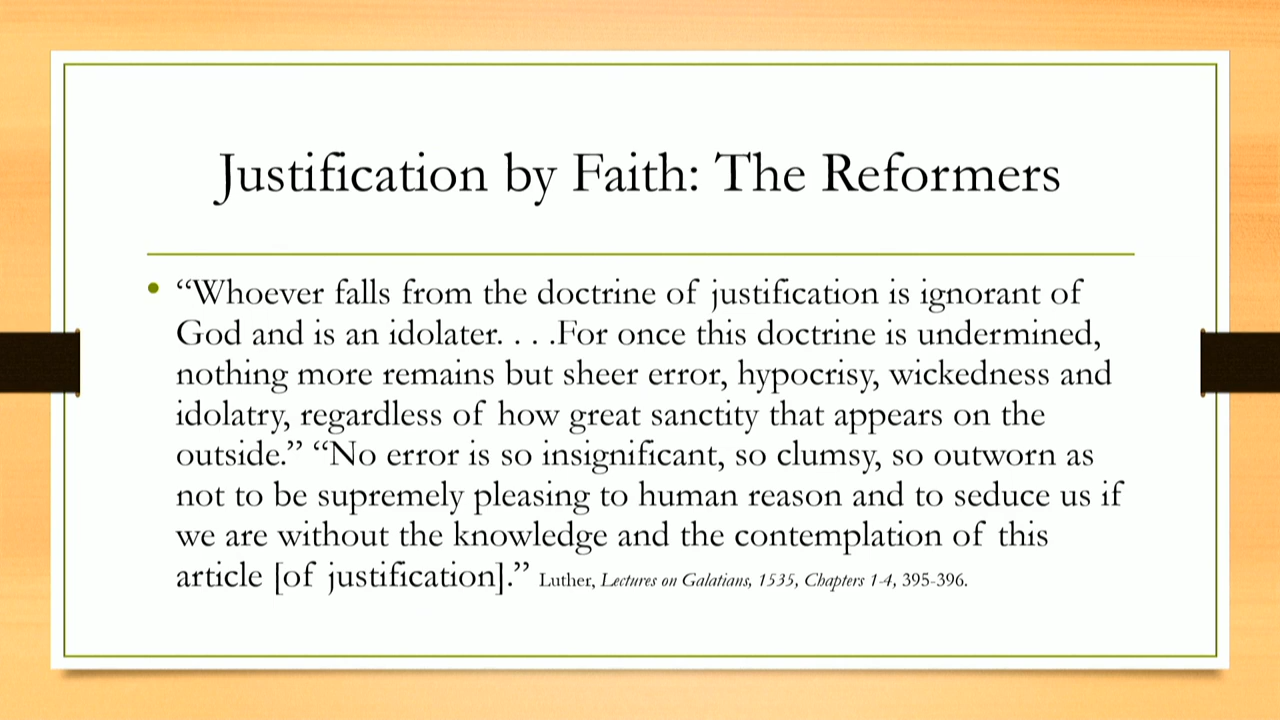 Justification by Faith: The Reformers
• “Whoever falls from the doctrine of justification is ignorant of
God and is an idolater. . . .For once this doctrine is undermined,
nothing more remains but sheer error, hypocrisy, wickedness and
idolatry, regardless of how great sanctity that appears on the
outside.” “No error is so insignificant, so clumsy, so outworn as
not to be supremely pleasing to human reason and to seduce us if
we are without the knowledge and the contemplation of this
article [of justification].” Luther, Lectures on Galatians, 1535, Chapters 1-4, 395-396.